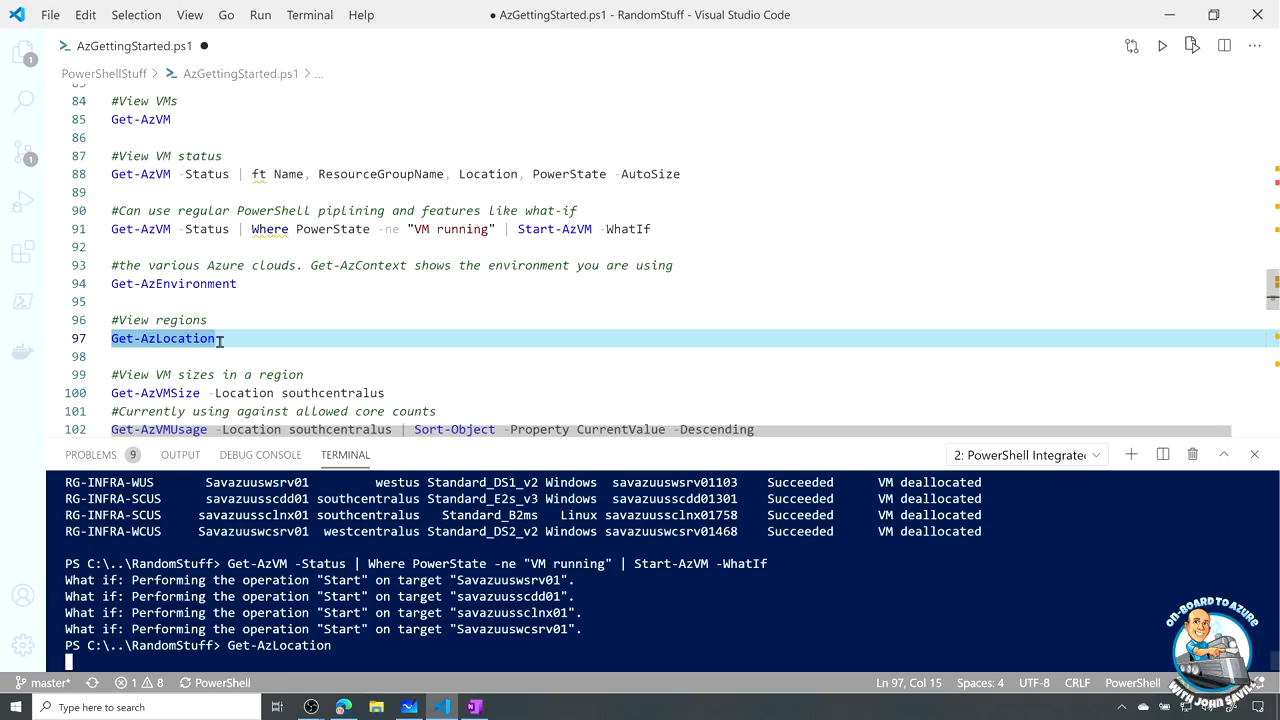 File Edit Selection View Go Run Terminal Help
● AzGettingStarted.ps1 - RandomStuff - Visual Studio Code
AzGettingStarted.ps1 ●
PowerShellStuff > AzGettingStarted.ps1 > ...
83
84 #View VMs
85 Get-AzVM
86
87 #View VM status
88 Get-AzVM -Status | ft Name, ResourceGroupName, Location, PowerState -AutoSize
89
90 #Can use regular PowerShell piplining and features like what-if
91 Get-AzVM -Status | Where PowerState -ne "VM running" | Start-AzVM -WhatIf
92
93 #the various Azure clouds. Get-AzContext shows the environment you are using
94 Get-AzEnvironment
95
96 #View regions
97 Get-AzLocation
98
99 #View VM sizes in a region
100 Get-AzVMSize -Location southcentralus
101 #Currently using against allowed core counts
102 Get-AzVMUsage -Location southcentralus | Sort-Object -Property CurrentValue -Descending
PROBLEMS 9 OUTPUT DEBUG CONSOLE TERMINAL 2: PowerShell Integrate
RG-INFRA-WUS Savazuuswsrv01 westus Standard_DS1_v2 Windows savazuuswsrv01103 Succeeded VM deallocated
RG-INFRA-SCUS savazuusscdd01 southcentralus Standard_E2s_v3 Windows savazuusscdd01301 Succeeded VM deallocated
RG-INFRA-SCUS savazuussclnx01 southcentralus Standard_B2ms Linux savazuussclnx01758 Succeeded VM deallocated
RG-INFRA-WCUS Savazuuswcsrv01 westcentralus Standard_DS2_v2 Windows savazuuswcsrv01468 Succeeded VM deallocated
PS C:\..\RandomStuff> Get-AzVM -Status | Where PowerState -ne "VM running" | Start-AzVM -WhatIf
What if: Performing the operation "Start" on target "Savazuuswsrv01".
What if: Performing the operation "Start" on target "savazuusscdd01".
What if: Performing the operation "Start" on target "savazuussclnx01".
What if: Performing the operation "Start" on target "Savazuuswcsrv01".
PS C:\..\RandomStuff> Get-AzLocation
ON-BOARD TO AZURE
WITH JOHN SAVILL
master* 1 8 PowerShell Ln 97, Col 15 Spaces: 4 UTF-8 CRLF PowerShell
Type here to search